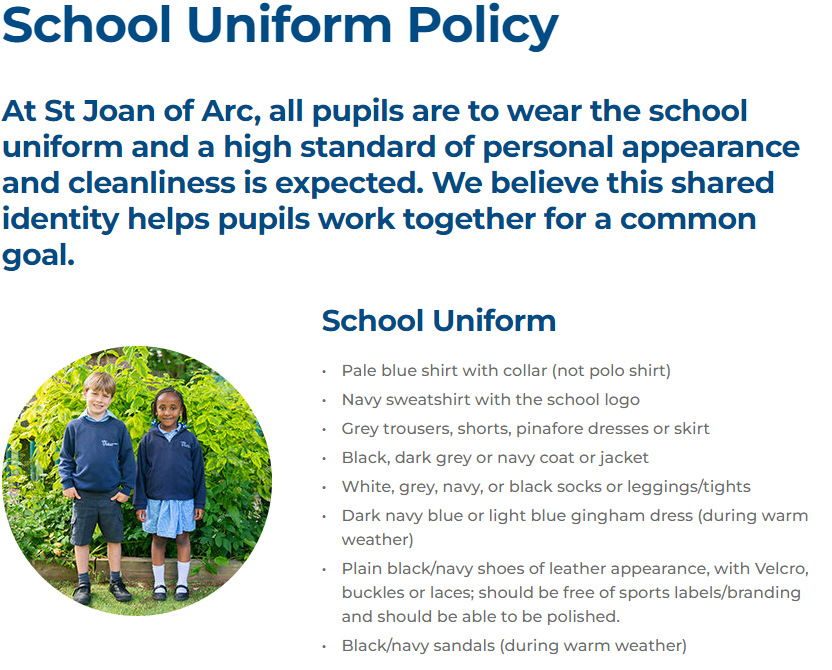 School Uniform Policy
At St Joan of Arc, all pupils are to wear the school
uniform and a high standard of personal appearance
and cleanliness is expected. We believe this shared
identity helps pupils work together for a common
goal.
School Uniform
• Pale blue shirt with collar (not polo shirt)
• Navy sweatshirt with the school logo
• Grey trousers, shorts, pinafore dresses or skirt
• Black, dark grey or navy coat or jacket
• White, grey, navy, or black socks or leggings/tights
• Dark navy blue or light blue gingham dress (during warm
weather)
• Plain black/navy shoes of leather appearance, with Velcro,
buckles or laces; should be free of sports labels/branding
and should be able to be polished.
• Black/navy sandals (during warm weather)